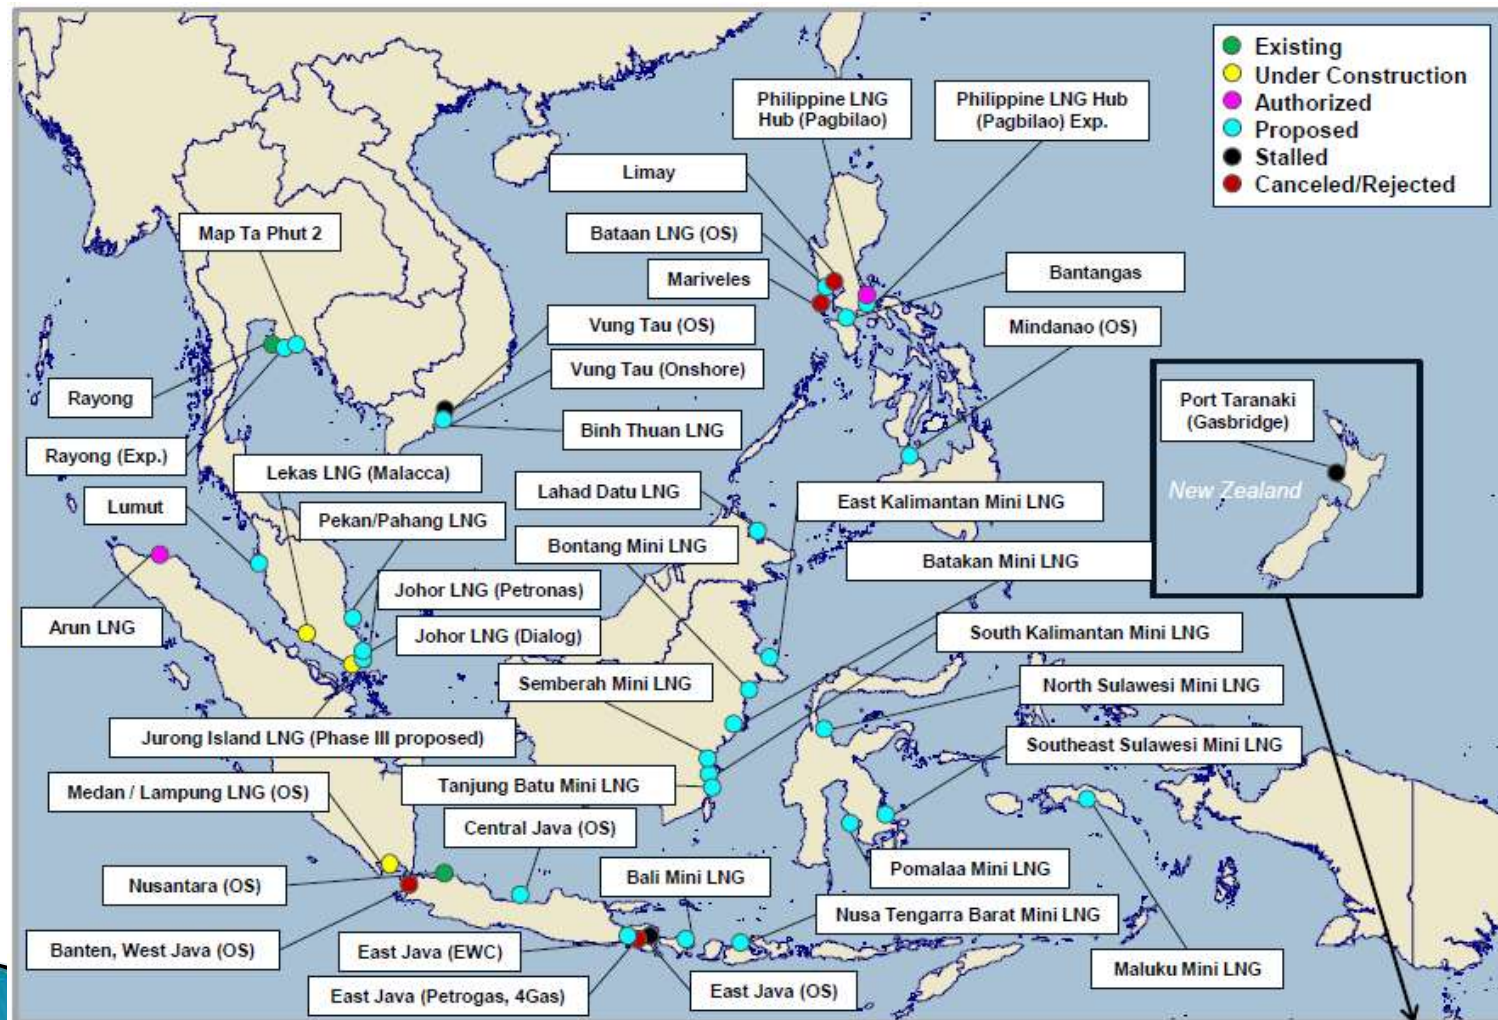 Existing
Under Construction
Authorized
Proposed
Stalled
Canceled/Rejected
Philippine LNG
Hub (Pagbilao)
Philippine LNG Hub
(Pagbilao) Exp.
Limay
Map Ta Phut 2
Bataan LNG (OS)
Mariveles
Bantangas
Vung Tau (OS)
Mindanao (OS)
Vung Tau (Onshore)
Rayong
Binh Thuan LNG
Port Taranaki
(Gasbridge)
New Zealand
Rayong (Exp.)
Lekas LNG (Malacca)
Lahad Datu LNG
East Kalimantan Mini LNG
Lumut
Pekan/Pahang LNG
Bontang Mini LNG
Batakan Mini LNG
Johor LNG (Petronas)
Arun LNG
Johor LNG (Dialog)
South Kalimantan Mini LNG
Semberah Mini LNG
North Sulawesi Mini LNG
Jurong Island LNG (Phase III proposed)
Southeast Sulawesi Mini LNG
Medan / Lampung LNG (OS)
Tanjung Batu Mini LNG
Central Java (OS)
Nusantara (OS)
Bali Mini LNG
Pomalaa Mini LNG
Nusa Tengarra Barat Mini LNG
Banten, West Java (OS)
East Java (EWC)
Maluku Mini LNG
East Java (Petrogas, 4Gas)
East Java (OS)